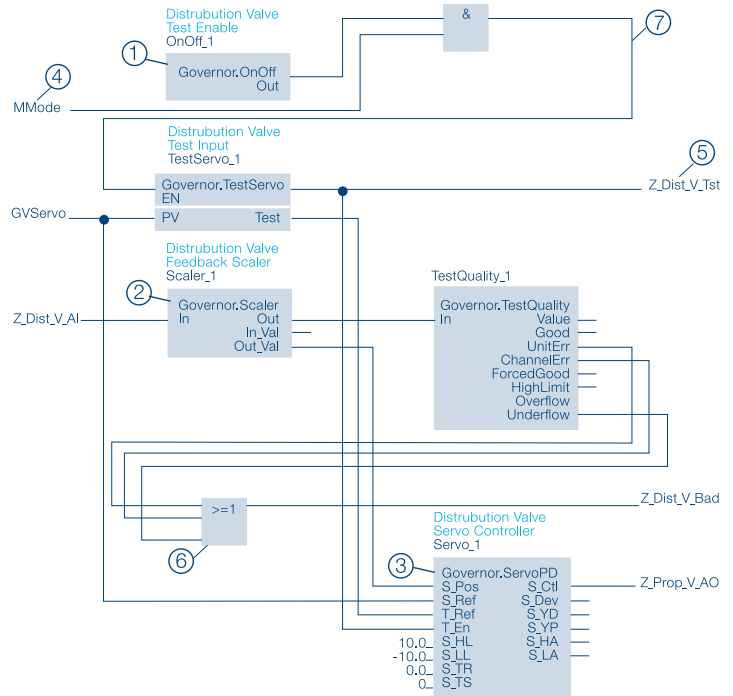 Distrubution Valve
Test Enable
OnOff_1
1
Governor.OnOff
Out
&
7
4
MMode
Distrubution Valve
Test Input
TestServo_1
5
Governor.TestServo
EN
Z_Dist_V_Tst
GVServo
PV Test
Distrubution Valve
Feedback Scaler
Scaler_1
2
Governor.Scaler
In Out
In_Val
Out_Val
Z_Dist_V_AI
TestQuality_1
Governor.TestQuality
In Value
Good
UnitErr
ChannelErr
ForcedGood
HighLimit
Overflow
Underflow
>=1
6
Z_Dist_V_Bad
Distrubution Valve
Servo Controller
Servo_1
3
Governor.ServoPD
S_Pos S_Ctl
S_Ref S_Dev
T_Ref S_YD
T_En S_YP
10.0 S_HL S_HA
-10.0 S_LL S_LA
0.0 S_TR
0 S_TS
Z_Prop_V_AO